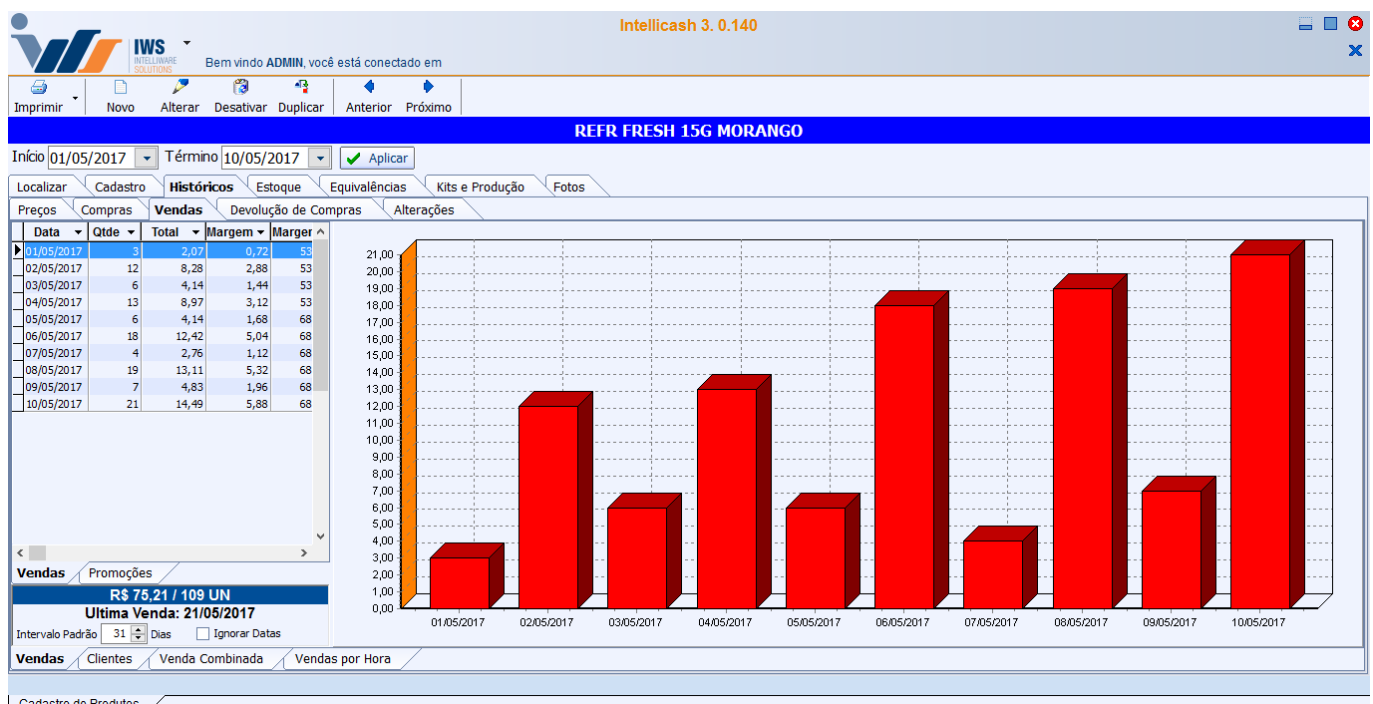 Intellicash 3. 0.140
IWS
INTELLIWARE
SOLUTIONS
Bem vindo ADMIN, você está conectado em
Imprimir Novo Alterar Desativar Duplicar Anterior Próximo
REFR FRESH 15G MORANGO
Início 01/05/2017 Término 10/05/2017 Aplicar
Localizar Cadastro Históricos Estoque Equivalências Kits e Produção Fotos
Preços Compras Vendas Devolução de Compras Alterações
Data Qtde Total Margem Marger
01/05/2017 3 2,07 0,72 53
02/05/2017 12 8,28 2,88 53
03/05/2017 6 4,14 1,44 53
04/05/2017 13 8,97 3,12 53
05/05/2017 6 4,14 1,68 68
06/05/2017 18 12,42 5,04 68
07/05/2017 4 2,76 1,12 68
08/05/2017 19 13,11 5,32 68
09/05/2017 7 4,83 1,96 68
10/05/2017 21 14,49 5,88 68
Vendas Promoções
R$ 75,21 / 109 UN
Ultima Venda: 21/05/2017
Intervalo Padrão 31 Dias Ignorar Datas
21,00
20,00
19,00
18,00
17,00
16,00
15,00
14,00
13,00
12,00
11,00
10,00
9,00
8,00
7,00
6,00
5,00
4,00
3,00
2,00
1,00
0,00
01/05/2017 02/05/2017 03/05/2017 04/05/2017 05/05/2017 06/05/2017 07/05/2017 08/05/2017 09/05/2017 10/05/2017
Vendas Clientes Venda Combinada Vendas por Hora
Cadastro de Produtos